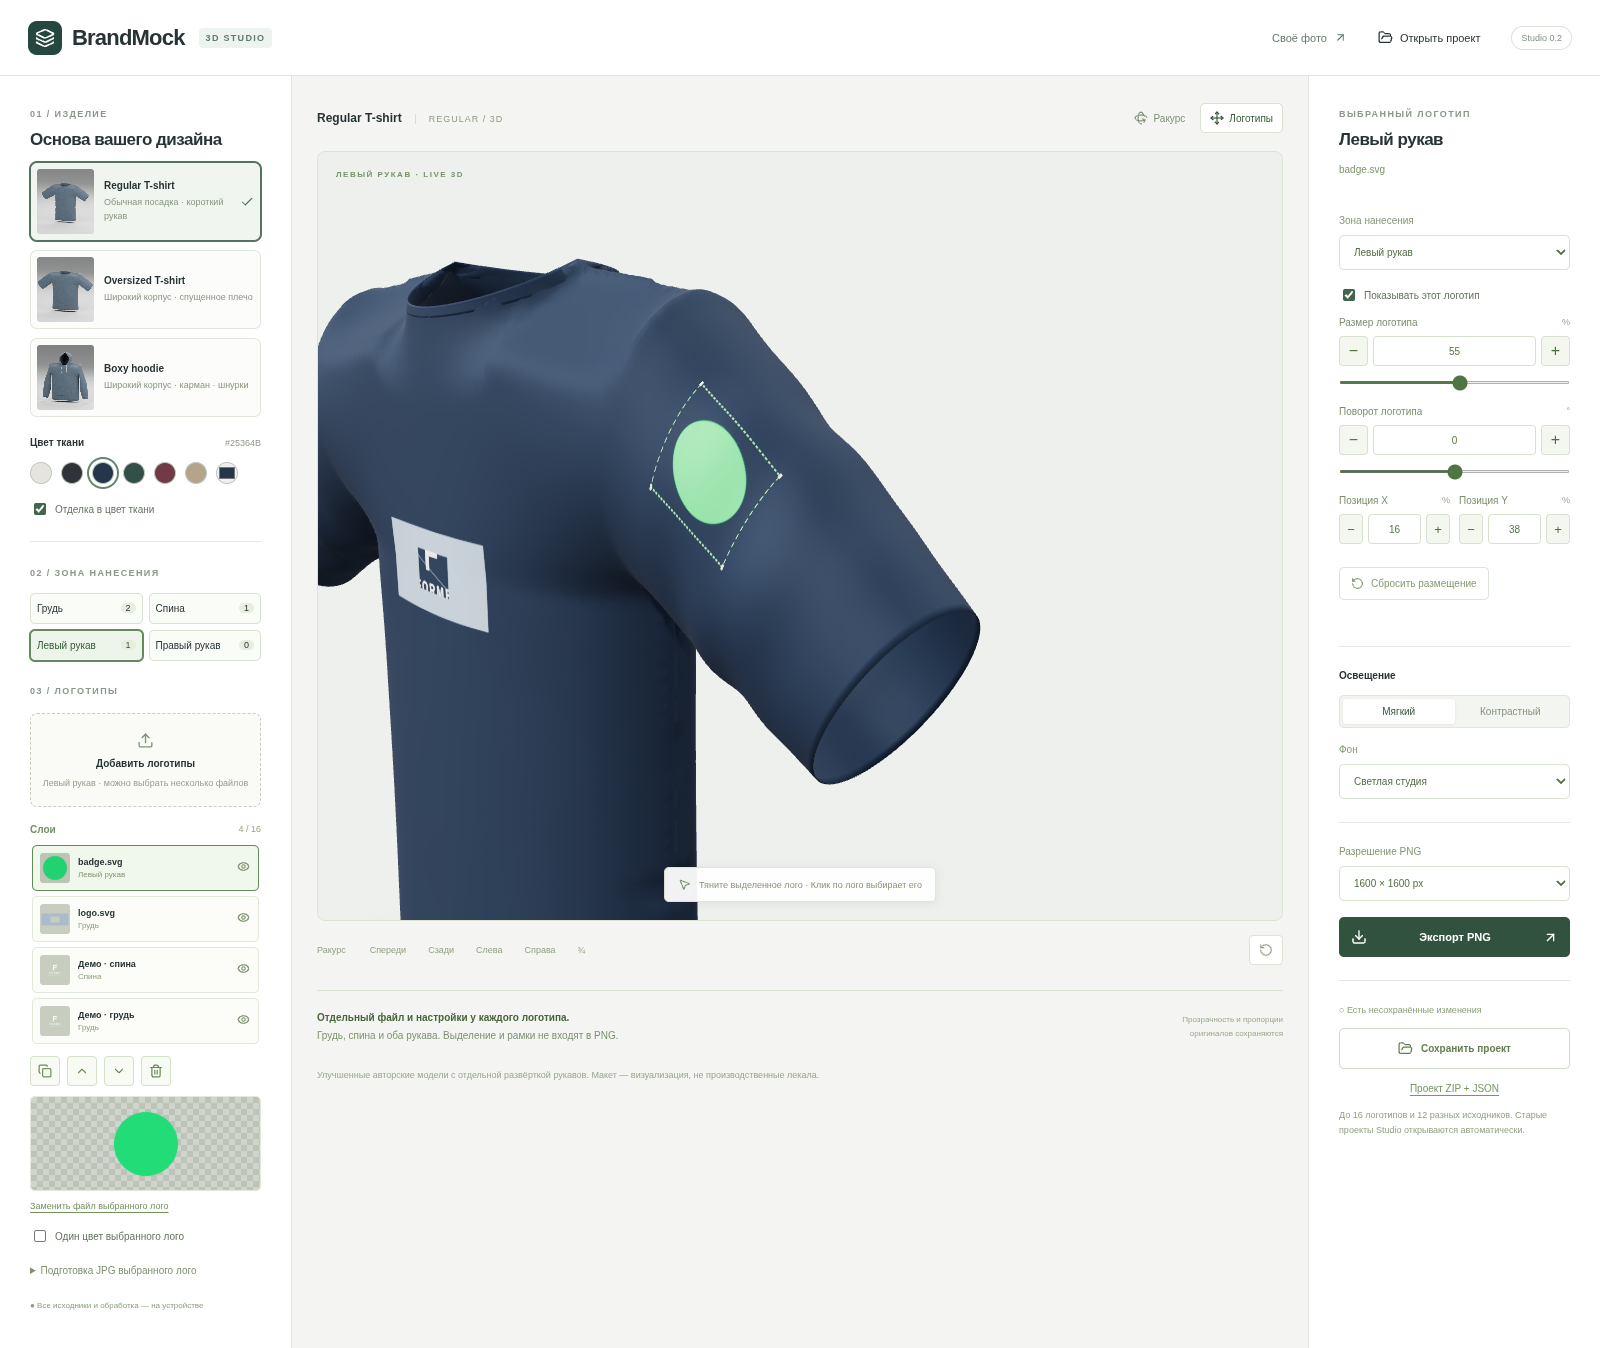 BrandMock
3D STUDIO
Своё фото
Открыть проект
Studio 0.2
01 / ИЗДЕЛИЕ
Основа вашего дизайна
Regular T-shirt
Обычная посадка · короткий
рукав
Oversized T-shirt
Широкий корпус · спущенное плечо
Boxy hoodie
Широкий корпус · карман · шнурки
Цвет ткани
#25364B
Отделка в цвет ткани
02 / ЗОНА НАНЕСЕНИЯ
Грудь 2
Спина 1
Левый рукав 1
Правый рукав 0
03 / ЛОГОТИПЫ
Добавить логотипы
Левый рукав · можно выбрать несколько файлов
Слои
4 / 16
badge.svg
Левый рукав
logo.svg
Грудь
Демо · спина
Спина
Демо · грудь
Грудь
Заменить файл выбранного лого
Один цвет выбранного лого
▶ Подготовка JPG выбранного лого
● Все исходники и обработка — на устройстве
Regular T-shirt
REGULAR / 3D
Ракурс
Логотипы
ЛЕВЫЙ РУКАВ · LIVE 3D
Тяните выделенное лого · Клик по лого выбирает его
Ракурс
Спереди
Сзади
Слева
Справа
¾
Отдельный файл и настройки у каждого логотипа.
Грудь, спина и оба рукава. Выделение и рамки не входят в PNG.
Прозрачность и пропорции
оригиналов сохраняются
Улучшенные авторские модели с отдельной развёрткой рукавов. Макет — визуализация, не производственные лекала.
ВЫБРАННЫЙ ЛОГОТИП
Левый рукав
badge.svg
Зона нанесения
Левый рукав
Показывать этот логотип
Размер логотипа %
− 55 +
Поворот логотипа °
− 0 +
Позиция X %
Позиция Y %
− 16 +
− 38 +
Сбросить размещение
Освещение
Мягкий
Контрастный
Фон
Светлая студия
Разрешение PNG
1600 × 1600 px
Экспорт PNG
○ Есть несохранённые изменения
Сохранить проект
Проект ZIP + JSON
До 16 логотипов и 12 разных исходников. Старые
проекты Studio открываются автоматически.